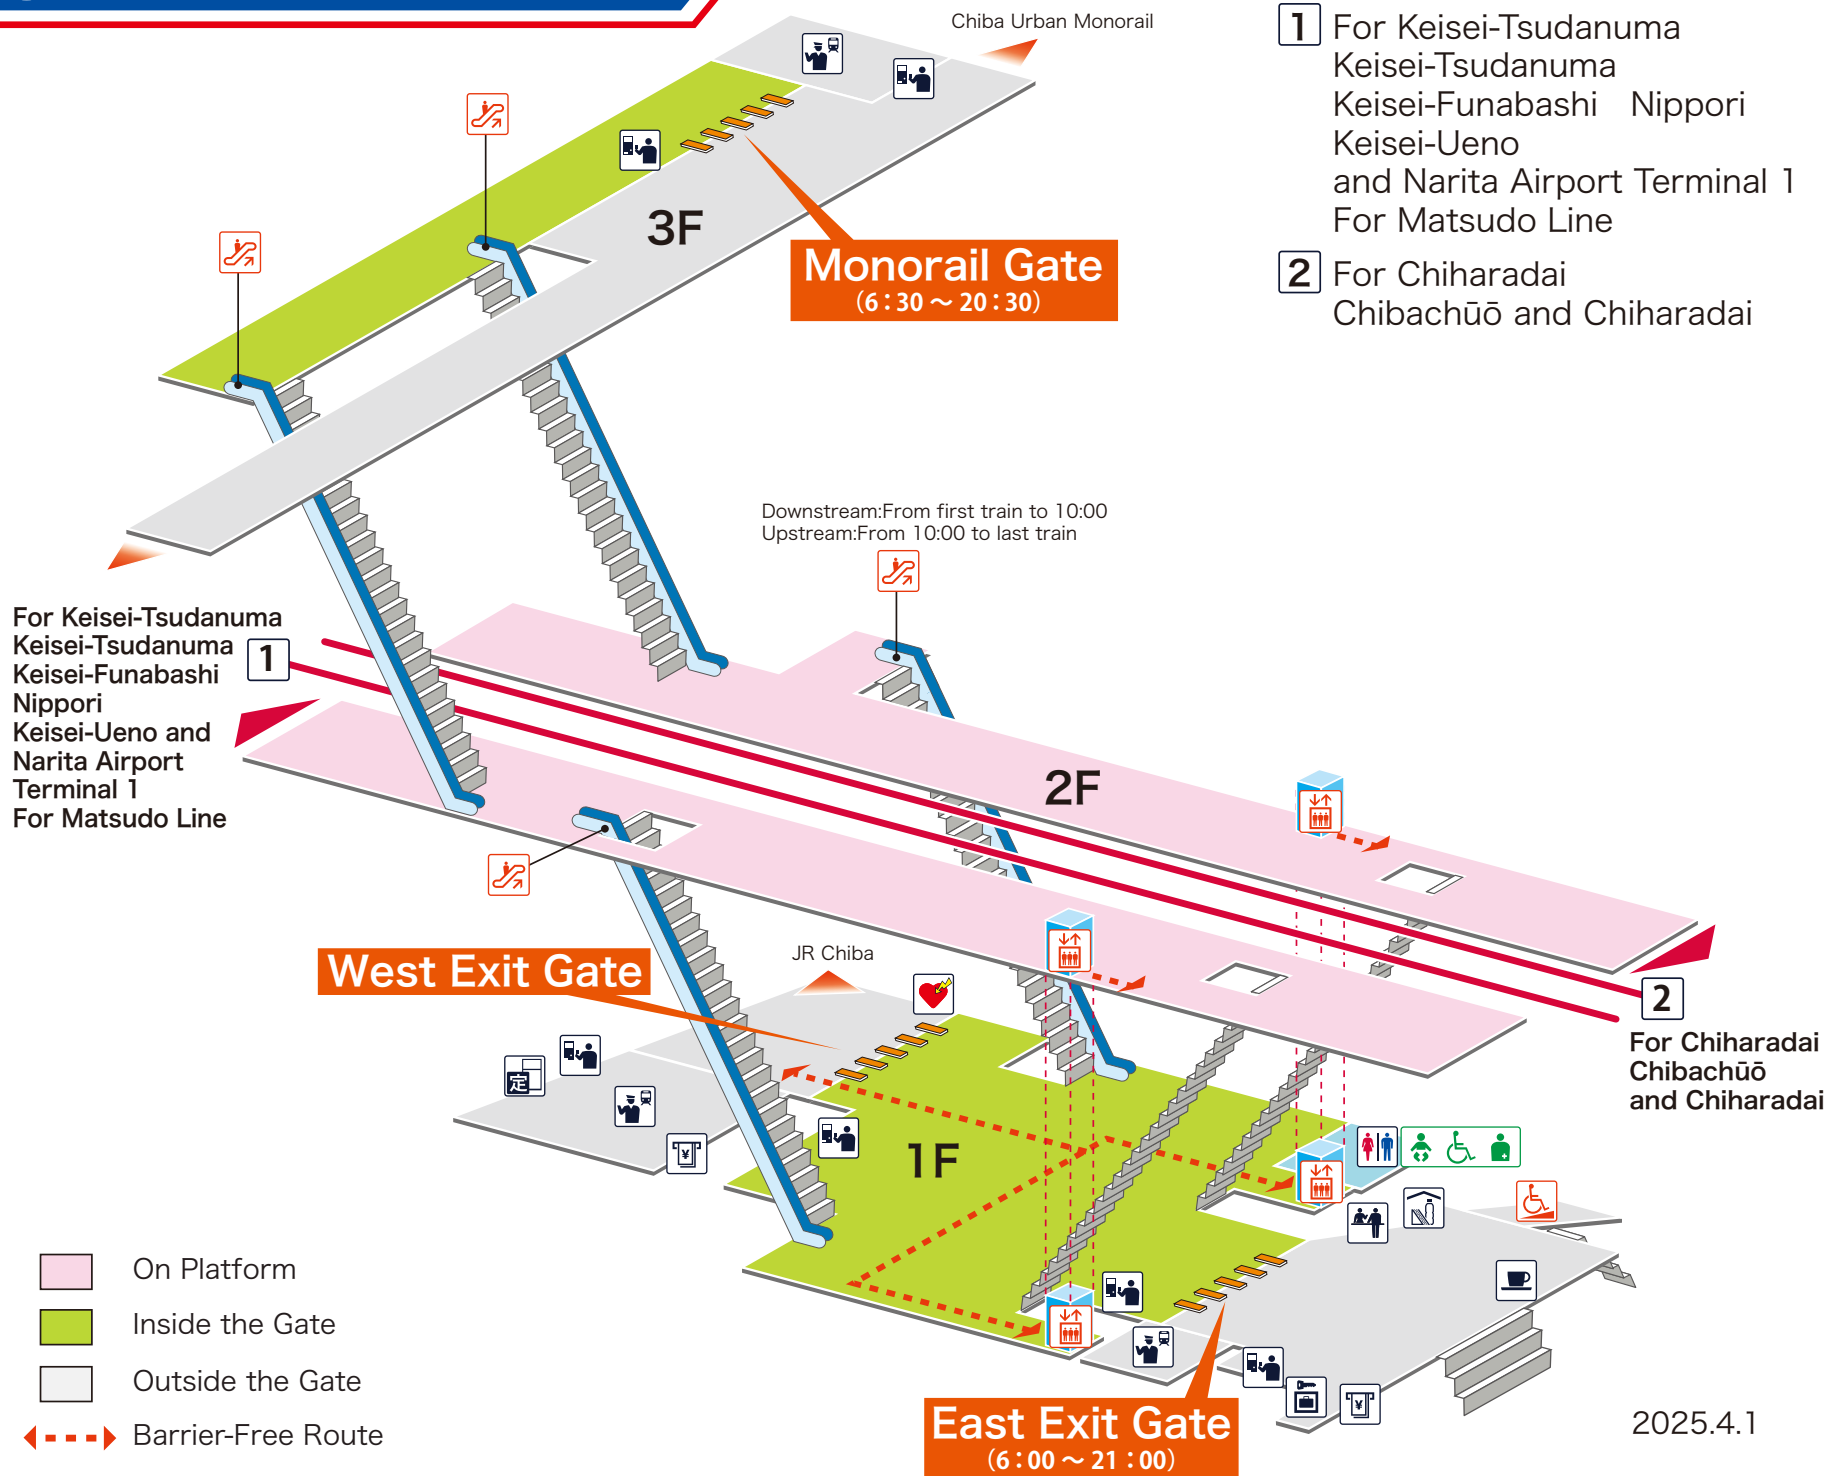 Chiba Urban Monorail
1 For Keisei-Tsudanuma
Keisei-Tsudanuma
Keisei-Funabashi Nippori
Keisei-Ueno
and Narita Airport Terminal 1
For Matsudo Line
2 For Chiharadai
Chibachūō and Chiharadai
3F
Monorail Gate
(6:30 ～ 20:30)
Downstream:From first train to 10:00
Upstream:From 10:00 to last train
For Keisei-Tsudanuma
Keisei-Tsudanuma
Keisei-Funabashi
Nippori
Keisei-Ueno and
Narita Airport
Terminal 1
For Matsudo Line
1
2F
West Exit Gate
JR Chiba
2
For Chiharadai
Chibachūō
and Chiharadai
定
¥
1F
On Platform
Inside the Gate
Outside the Gate
Barrier-Free Route
¥
East Exit Gate
(6:00 ～ 21:00)
2025.4.1